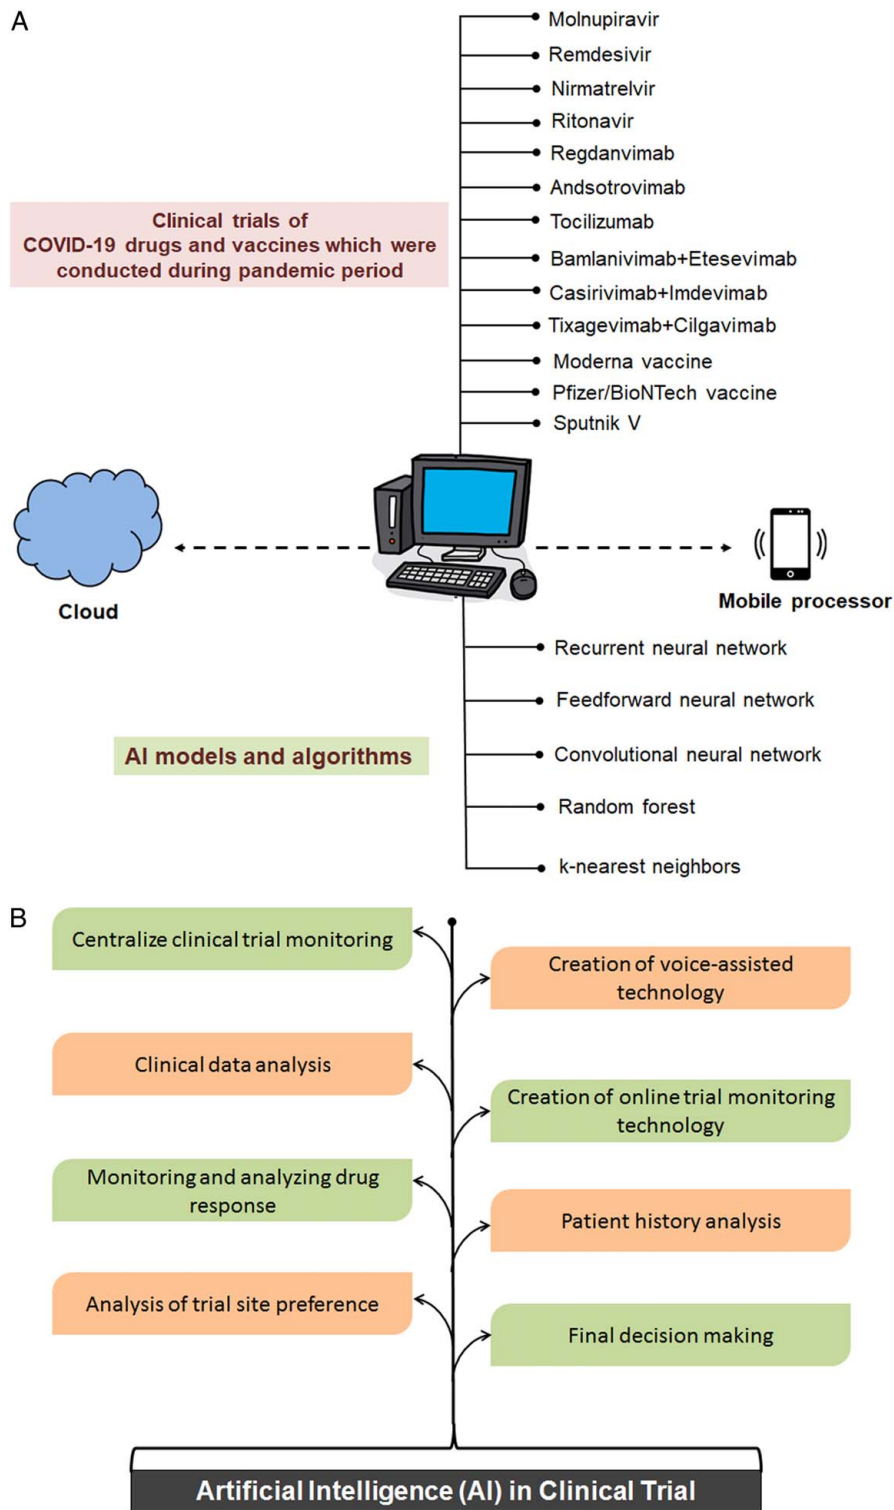 A
Molnupiravir
Remdesivir
Nirmatrelvir
Ritonavir
Regdanvimab
Andsotrovimab
Tocilizumab
Bamlanivimab+Etesevimab
Casirivimab+Imdevimab
Tixagevimab+Cilgavimab
Moderna vaccine
Pfizer/BioNTech vaccine
Sputnik V
Clinical trials of
COVID-19 drugs and vaccines which were
conducted during pandemic period
Cloud
Mobile processor
Recurrent neural network
Feedforward neural network
Convolutional neural network
Random forest
k-nearest neighbors
AI models and algorithms
B
Centralize clinical trial monitoring
Creation of voice-assisted
technology
Clinical data analysis
Creation of online trial monitoring
technology
Monitoring and analyzing drug
response
Patient history analysis
Analysis of trial site preference
Final decision making
Artificial Intelligence (AI) in Clinical Trial